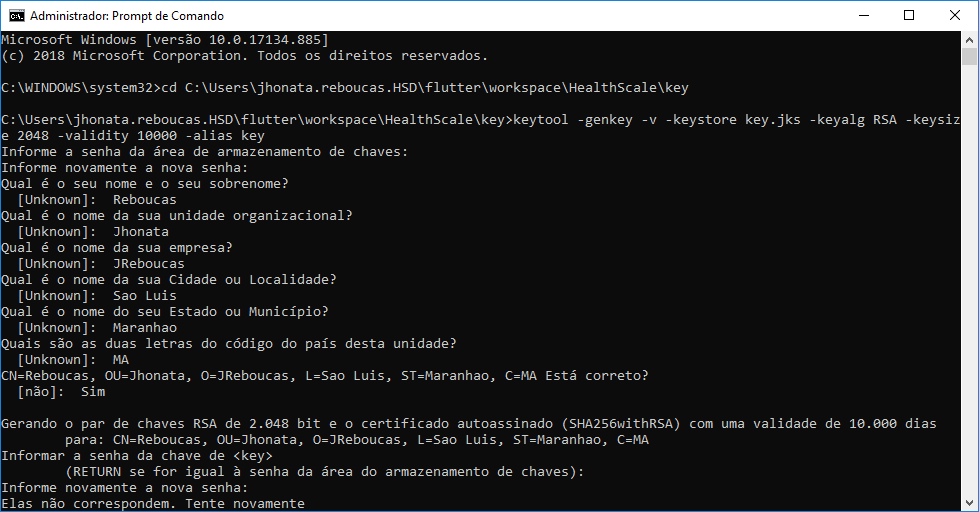 Administrador: Prompt de Comando
Microsoft Windows [versão 10.0.17134.885]
(c) 2018 Microsoft Corporation. Todos os direitos reservados.
C:\WINDOWS\system32>cd C:\Users\jhonata.reboucas.HSD\flutter\workspace\HealthScale\key
C:\Users\jhonata.reboucas.HSD\flutter\workspace\HealthScale\key>keytool -genkey -v -keystore key.jks -keyalg RSA -keysiz
e 2048 -validity 10000 -alias key
Informe a senha da área de armazenamento de chaves:
Informe novamente a nova senha:
Qual é o seu nome e o seu sobrenome?
  [Unknown]:  Reboucas
Qual é o nome da sua unidade organizacional?
  [Unknown]:  Jhonata
Qual é o nome da sua empresa?
  [Unknown]:  JReboucas
Qual é o nome da sua Cidade ou Localidade?
  [Unknown]:  Sao Luis
Qual é o nome do seu Estado ou Município?
  [Unknown]:  Maranhao
Quais são as duas letras do código do país desta unidade?
  [Unknown]:  MA
CN=Reboucas, OU=Jhonata, O=JReboucas, L=Sao Luis, ST=Maranhao, C=MA Está correto?
  [não]:  Sim
Gerando o par de chaves RSA de 2.048 bit e o certificado autoassinado (SHA256withRSA) com uma validade de 10.000 dias
        para: CN=Reboucas, OU=Jhonata, O=JReboucas, L=Sao Luis, ST=Maranhao, C=MA
Informar a senha da chave de <key>
        (RETURN se for igual à senha da área do armazenamento de chaves):
Informe novamente a nova senha:
Elas não correspondem. Tente novamente